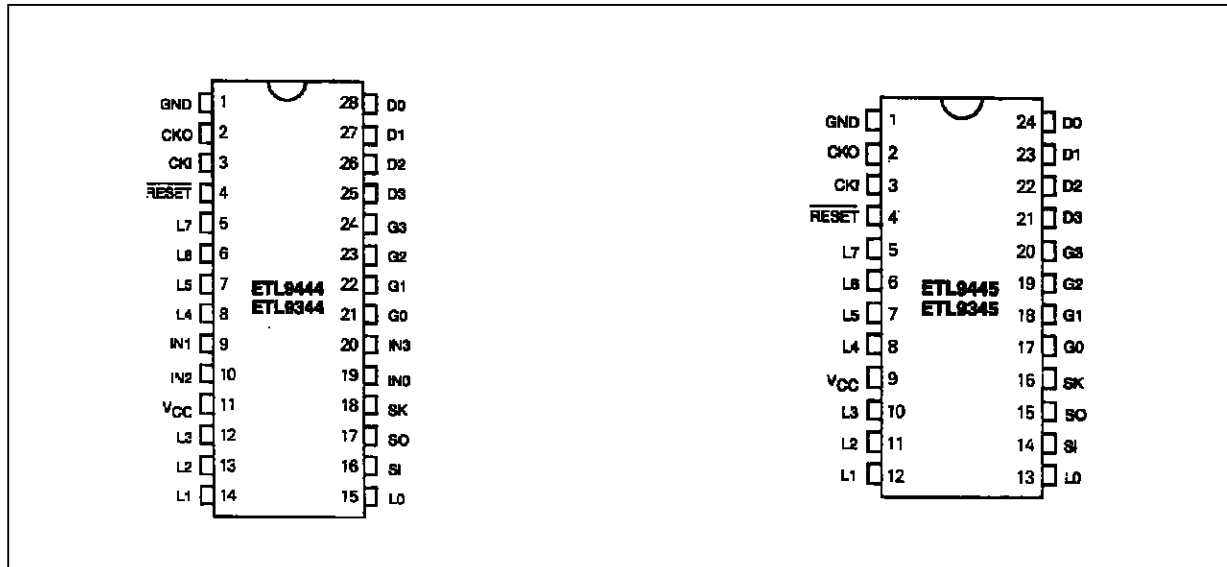 GND 1 28 D0
CKO 2 27 D1
CKI 3 26 D2
RESET 4 25 D3
L7 5 24 G3
L6 6 23 G2
L5 7 22 G1
L4 8 21 G0
IN1 9 20 IN3
IN2 10 19 IN0
VCC 11 18 SK
L3 12 17 SO
L2 13 16 SI
L1 14 15 L0
ETL9444
ETL9344
GND 1 24 D0
CKO 2 23 D1
CKI 3 22 D2
RESET 4 21 D3
L7 5 20 G3
L6 6 19 G2
L5 7 18 G1
L4 8 17 G0
VCC 9 16 SK
L3 10 15 SO
L2 11 14 SI
L1 12 13 L0
ETL9445
ETL9345